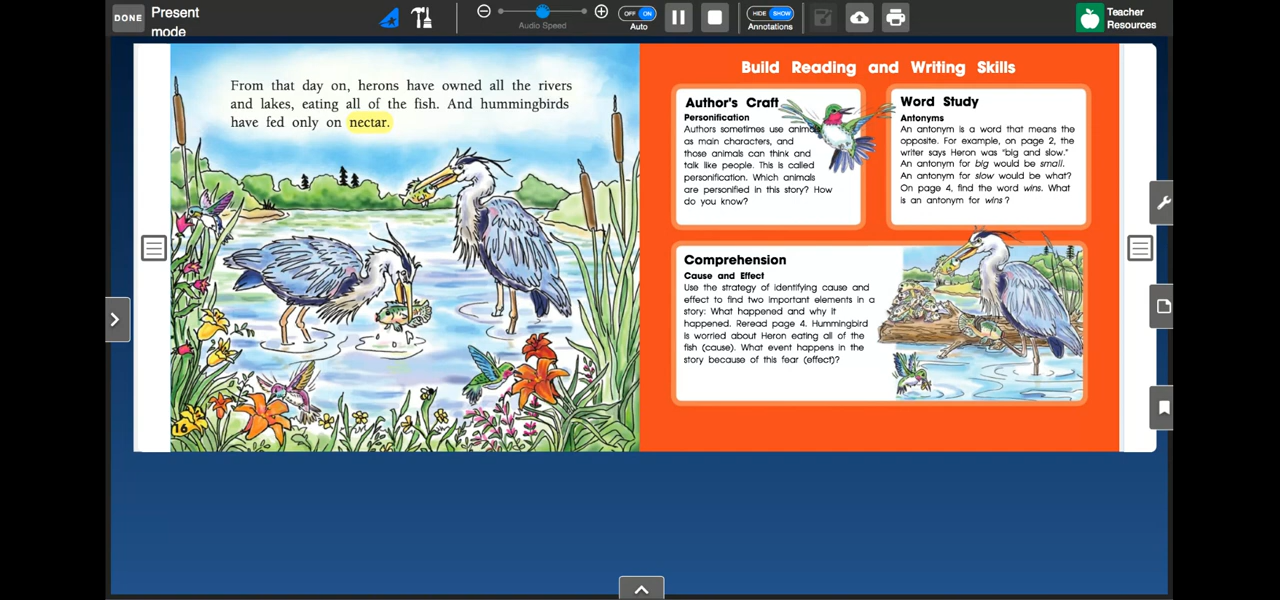 DONE
Present
mode
Audio Speed
OFF ON
Auto
HIDE SHOW
Annotations
Teacher
Resources
From that day on, herons have owned all the rivers
and lakes, eating all of the fish. And hummingbirds
have fed only on nectar.
16
Build Reading and Writing Skills
Author's Craft
Personification
Authors sometimes use
as main characters, and
those animals can think and
talk like people. This is called
personification. Which animals
are personified in this story? How
do you know?
Word Study
Antonyms
An antonym is a word that means the
opposite. For example, on page 2, the
writer says Heron was "big and slow."
An antonym for big would be small.
An antonym for slow would be what?
On page 4, find the word wins. What
is an antonym for wins?
Comprehension
Cause and Effect
Use the strategy of identifying cause and
effect to find two important elements in a
story: What happened and why it
happened. Reread page 4. Hummingbird
is worried about Heron eating all of the
fish (cause). What event happens in the
story because of this fear (effect)?